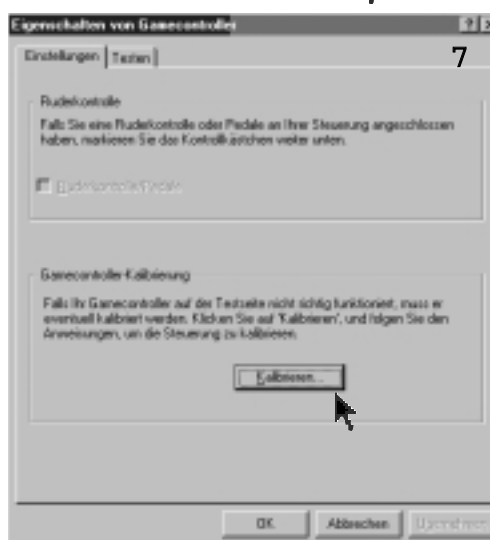 Eigenschaften von Gamecontroller
Einstellungen Testen
7
Ruderkontrolle
Falls Sie eine Ruderkontrolle oder Pedale an Ihrer Steuerung angeschlossen
haben, markieren Sie das Kontrollkästchen weiter unten.
Ruderkontrolle/Pedale
Gamecontroller-Kalibrierung
Falls Ihr Gamecontroller auf der Testseite nicht richtig funktioniert, muss er
eventuell kalibriert werden. Klicken Sie auf 'Kalibrieren', und folgen Sie den
Anweisungen, um die Steuerung zu kalibrieren.
Kalibrieren...
OK Abbrechen Übernehmen